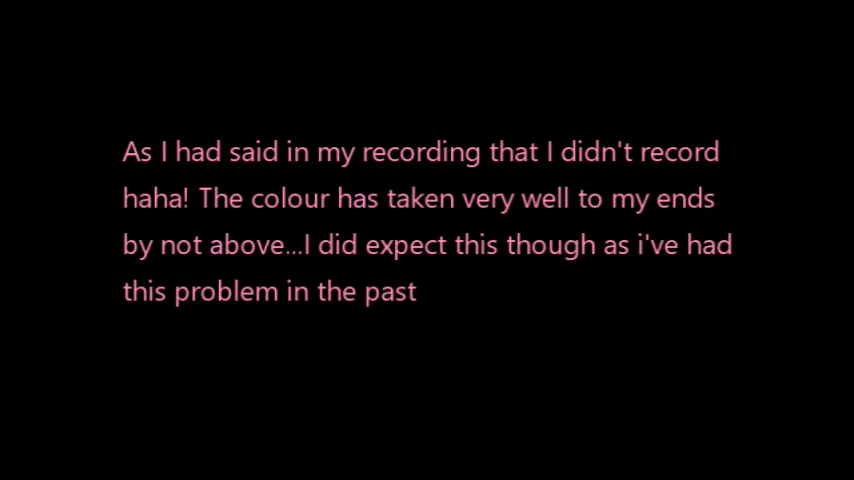 As I had said in my recording that I didn't record
haha! The colour has taken very well to my ends
by not above...I did expect this though as i've had
this problem in the past